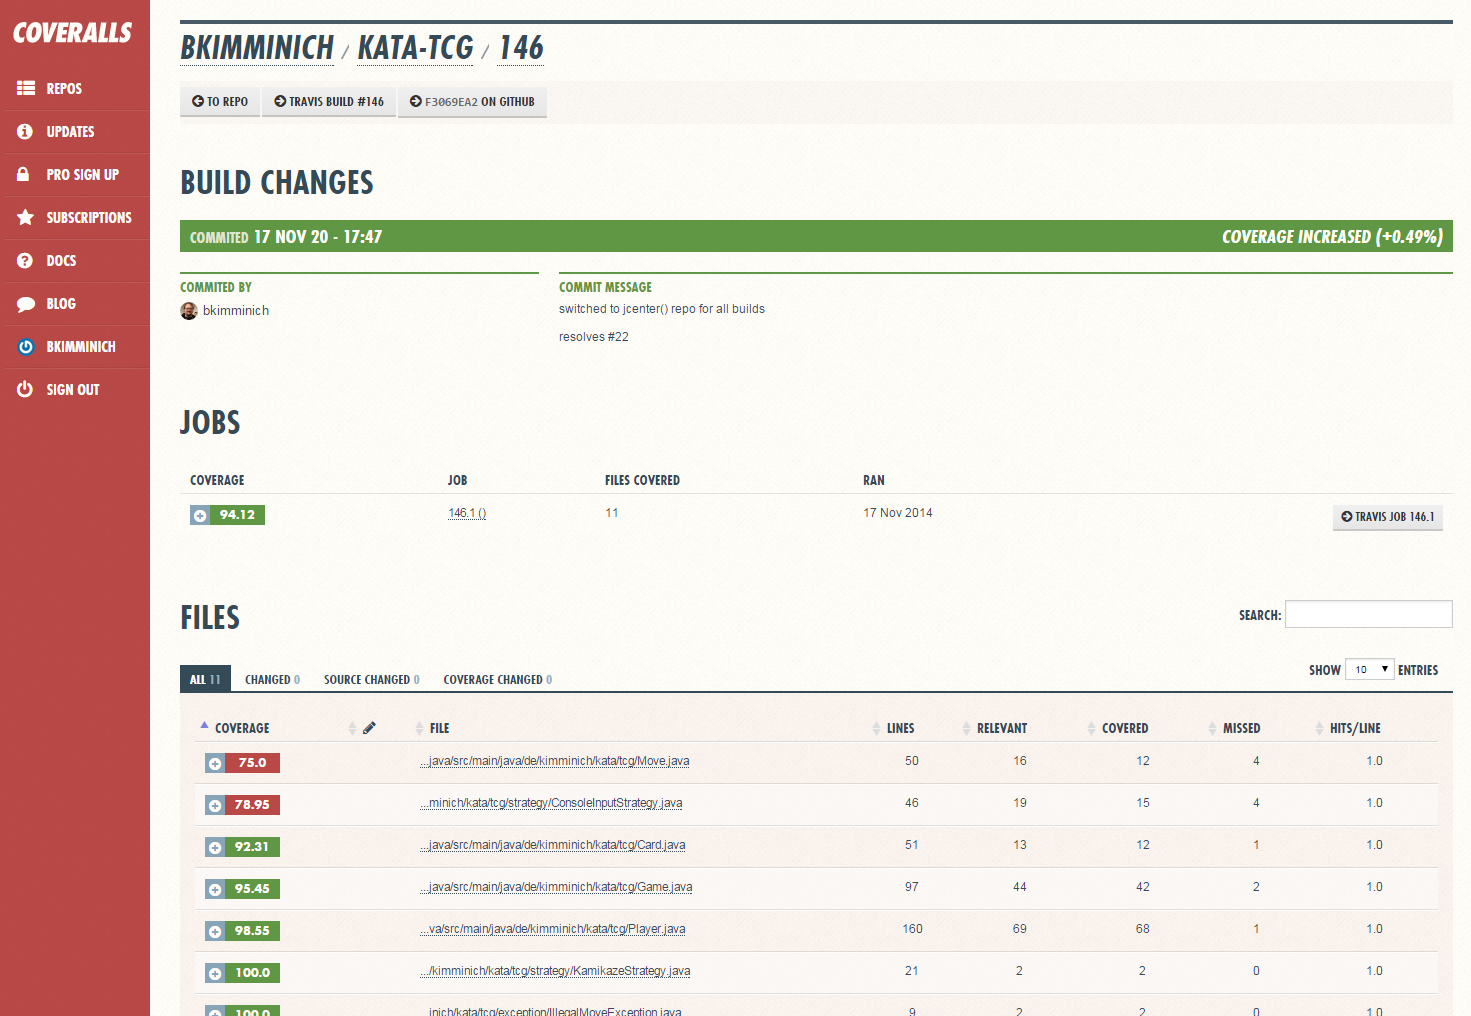 COVERALLS
REPOS
UPDATES
PRO SIGN UP
SUBSCRIPTIONS
DOCS
BLOG
BKIMMINICH
SIGN OUT
BKIMMINICH / KATA-TCG / 146
TO REPO TRAVIS BUILD #146 F3069EA2 ON GITHUB
BUILD CHANGES
COMMITED 17 NOV 20 - 17:47 COVERAGE INCREASED (+0.49%)
COMMITED BY
bkimminich
COMMIT MESSAGE
switched to jcenter() repo for all builds
resolves #22
JOBS
COVERAGE JOB FILES COVERED RAN
94.12 146.1 () 11 17 Nov 2014 TRAVIS JOB 146.1
FILES
SEARCH:
ALL 11 CHANGED 0 SOURCE CHANGED 0 COVERAGE CHANGED 0
SHOW 10 ENTRIES
COVERAGE FILE LINES RELEVANT COVERED MISSED HITS/LINE
75.0 ...java/src/main/java/de/kimminich/kata/tcg/Move.java 50 16 12 4 1.0
78.95 ...minich/kata/tcg/strategy/ConsoleInputStrategy.java 46 19 15 4 1.0
92.31 ...java/src/main/java/de/kimminich/kata/tcg/Card.java 51 13 12 1 1.0
95.45 ...java/src/main/java/de/kimminich/kata/tcg/Game.java 97 44 42 2 1.0
98.55 ...va/src/main/java/de/kimminich/kata/tcg/Player.java 160 69 68 1 1.0
100.0 .../kimminich/kata/tcg/strategy/KamikazeStrategy.java 21 2 2 0 1.0
100.0 ...inich/kata/tcg/exception/IllegalMoveException.java 9 2 2 0 1.0